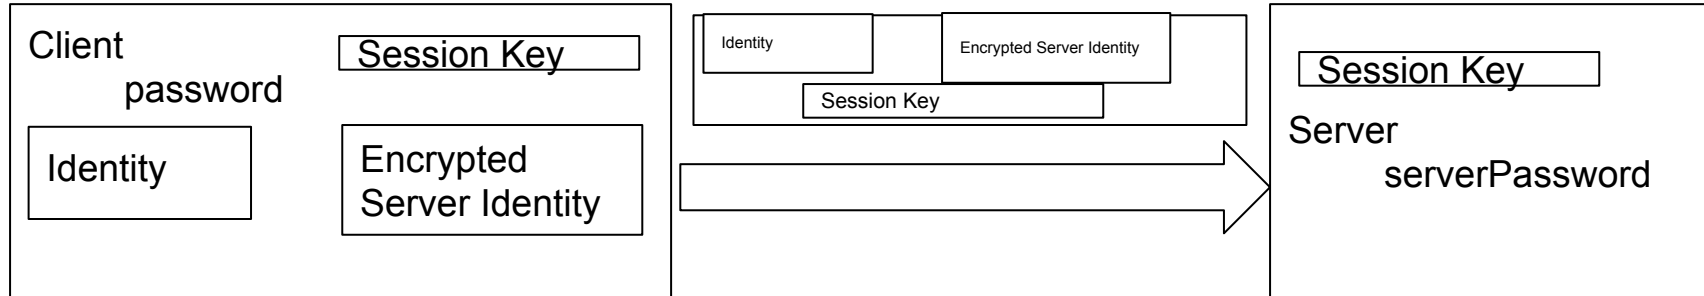 Client
password
Session Key
Identity
Encrypted
Server Identity
Identity
Encrypted Server Identity
Session Key
Session Key
Server
serverPassword